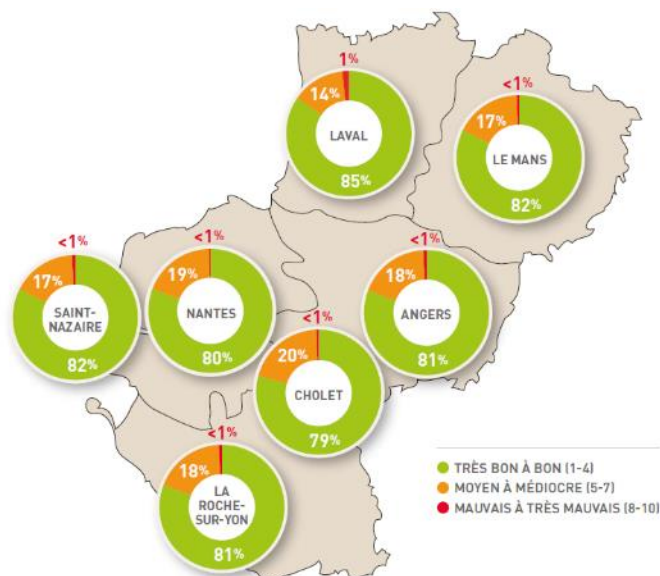 1%
14%
LAVAL
85%
<1%
17%
LE MANS
82%
<1%
17%
SAINT-
NAZAIRE
82%
<1%
19%
NANTES
80%
<1%
18%
ANGERS
81%
<1%
20%
CHOLET
79%
<1%
18%
LA
ROCHE-
SUR-YON
81%
TRÈS BON À BON (1-4)
MOYEN À MÉDIOCRE (5-7)
MAUVAIS À TRÈS MAUVAIS (8-10)